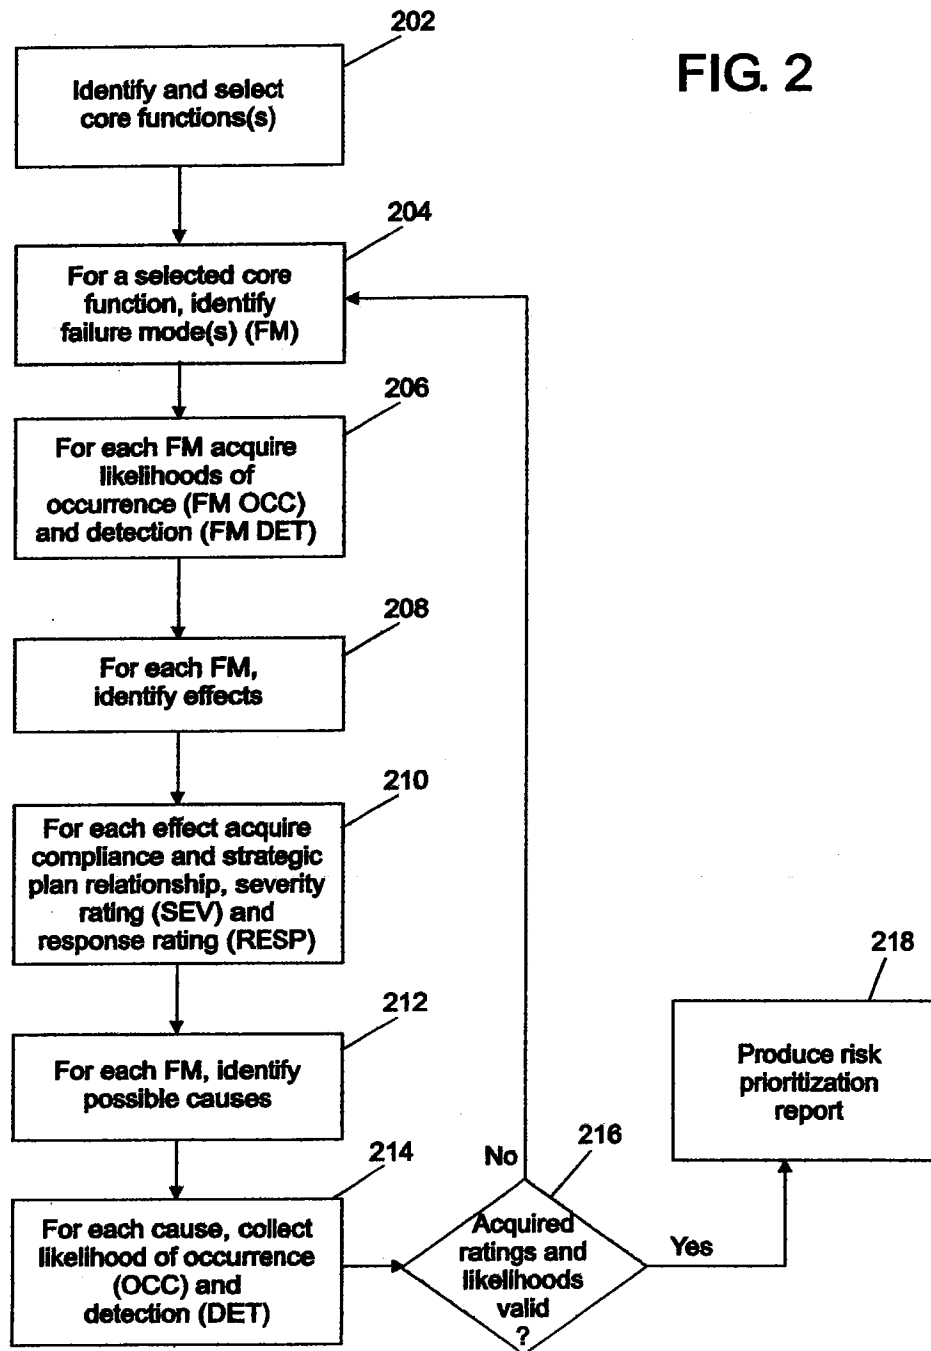 FIG. 2
202
Identify and select
core functions(s)
204
For a selected core
function, identify
failure mode(s) (FM)
206
For each FM acquire
likelihoods of
occurrence (FM OCC)
and detection (FM DET)
208
For each FM,
identify effects
210
For each effect acquire
compliance and strategic
plan relationship, severity
rating (SEV) and
response rating (RESP)
212
For each FM, identify
possible causes
214
For each cause, collect
likelihood of occurrence
(OCC) and
detection (DET)
216
No
Acquired
ratings and
likelihoods
valid
?
Yes
218
Produce risk
prioritization
report